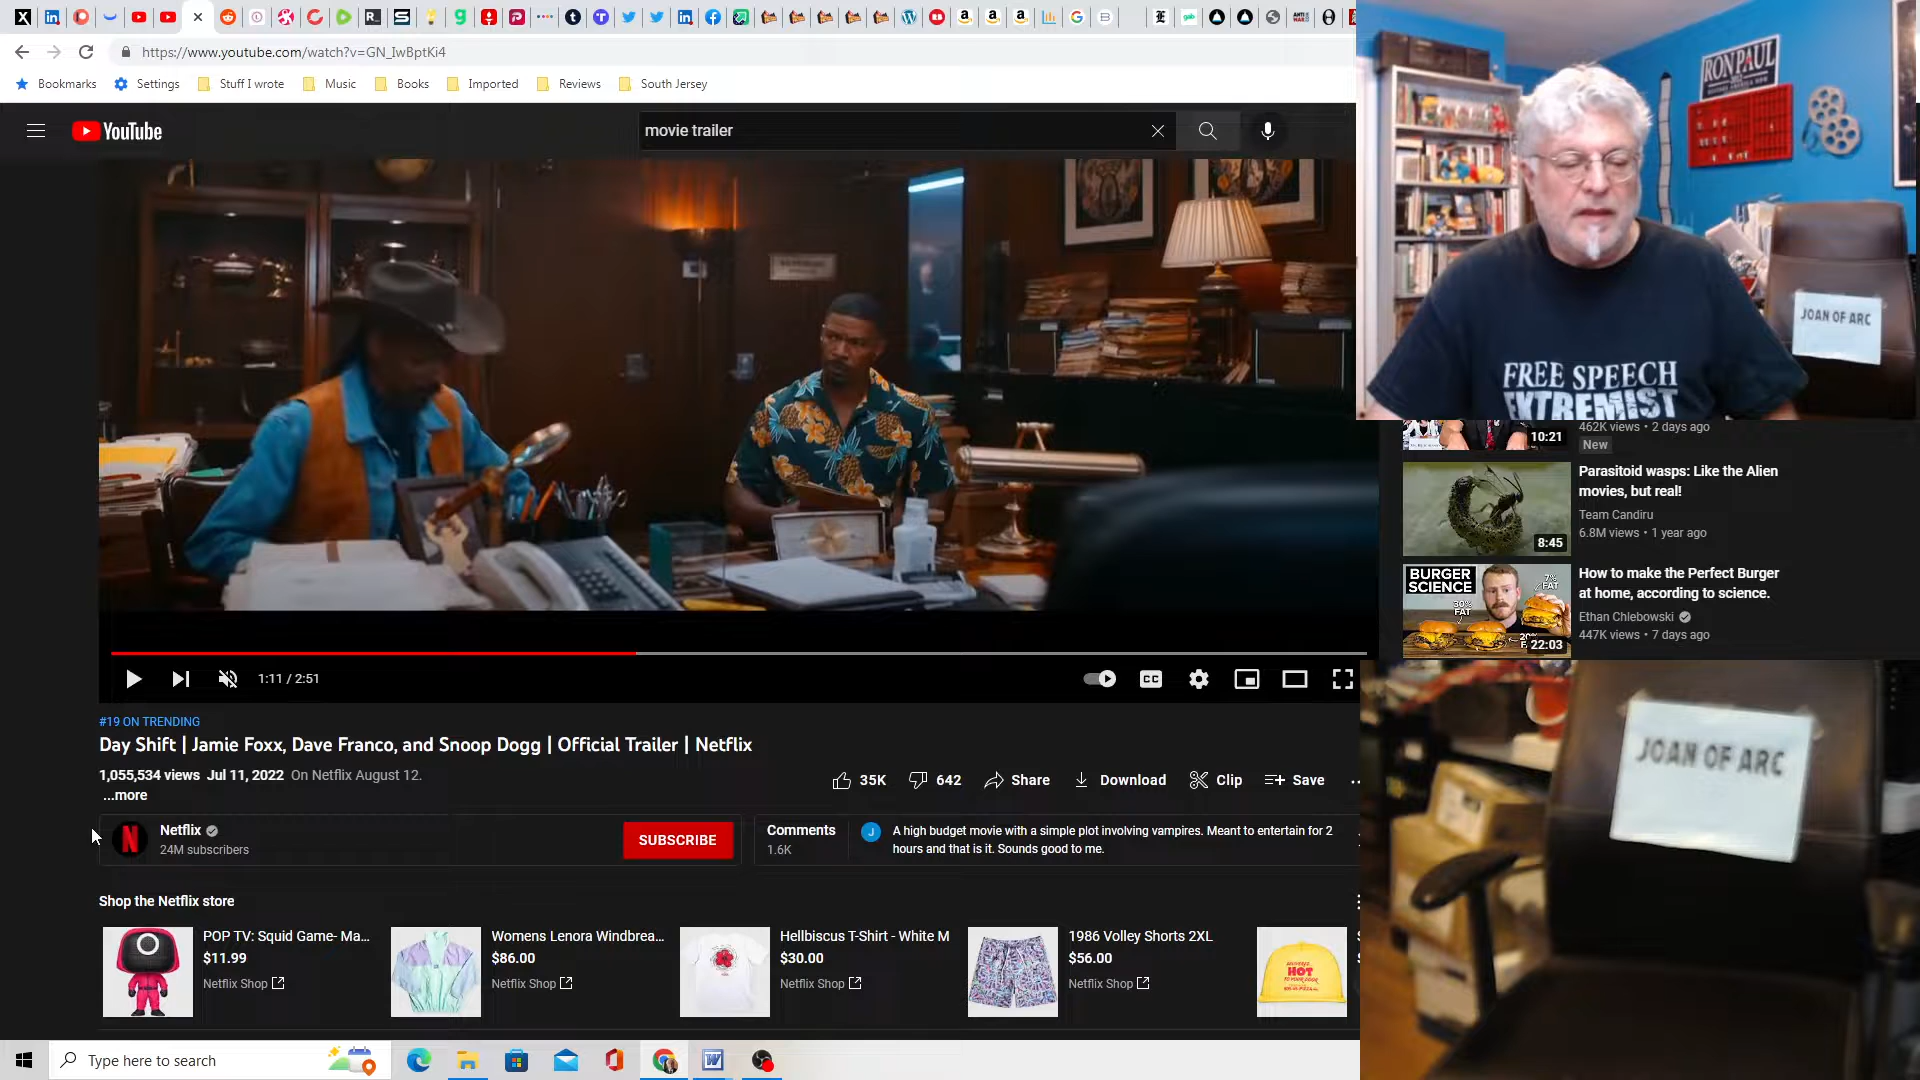 https://www.youtube.com/watch?v=GN_IwBptKi4
Bookmarks
Settings
Stuff I wrote
Music
Books
Imported
Reviews
South Jersey
YouTube
movie trailer
RON PAUL
JOAN OF ARC
FREE SPEECH
EXTREMIST
10:21
462K views • 2 days ago
New
Parasitoid wasps: Like the Alien
movies, but real!
Team Candiru
6.8M views • 1 year ago
8:45
BURGER
SCIENCE
30%
FAT
7%
FAT
22:03
How to make the Perfect Burger
at home, according to science.
Ethan Chlebowski
447K views • 7 days ago
1:11 / 2:51
CC
#19 ON TRENDING
Day Shift | Jamie Foxx, Dave Franco, and Snoop Dogg | Official Trailer | Netflix
1,055,534 views Jul 11, 2022 On Netflix August 12.
...more
35K
642
Share
Download
Clip
Save
Netflix
24M subscribers
SUBSCRIBE
Comments
1.6K
A high budget movie with a simple plot involving vampires. Meant to entertain for 2
hours and that is it. Sounds good to me.
Shop the Netflix store
POP TV: Squid Game- Ma...
$11.99
Netflix Shop
Womens Lenora Windbrea...
$86.00
Netflix Shop
Hellbiscus T-Shirt - White M
$30.00
Netflix Shop
1986 Volley Shorts 2XL
$56.00
Netflix Shop
HOT
JOAN OF ARC
Type here to search